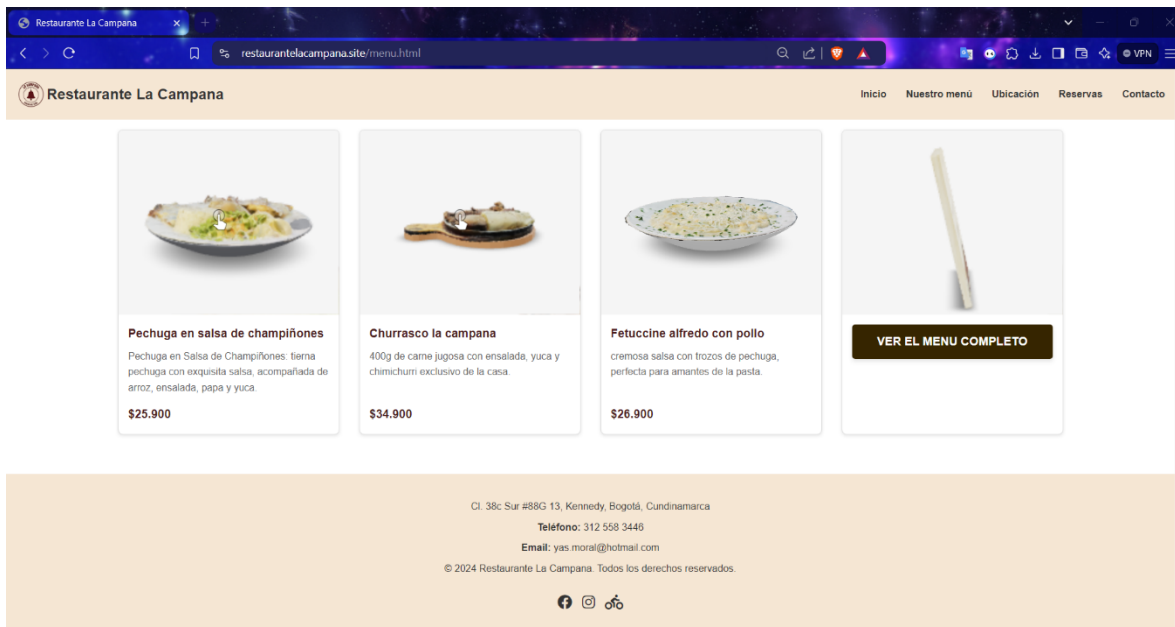 Restaurante La Campana
restaurantelacampana.site/menu.html
VPN
Restaurante La Campana
Inicio Nuestro menú Ubicación Reservas Contacto
Pechuga en salsa de champiñones
Pechuga en Salsa de Champiñones: tierna
pechuga con exquisita salsa, acompañada de
arroz, ensalada, papa y yuca.
$25.900
Churrasco la campana
400g de carne jugosa con ensalada, yuca y
chimichurri exclusivo de la casa.
$34.900
Fetuccine alfredo con pollo
cremosa salsa con trozos de pechuga,
perfecta para amantes de la pasta.
$26.900
VER EL MENU COMPLETO
Cl. 38c Sur #88G 13, Kennedy, Bogotá, Cundinamarca
Teléfono: 312 558 3446
Email: yas.moral@hotmail.com
© 2024 Restaurante La Campana. Todos los derechos reservados.